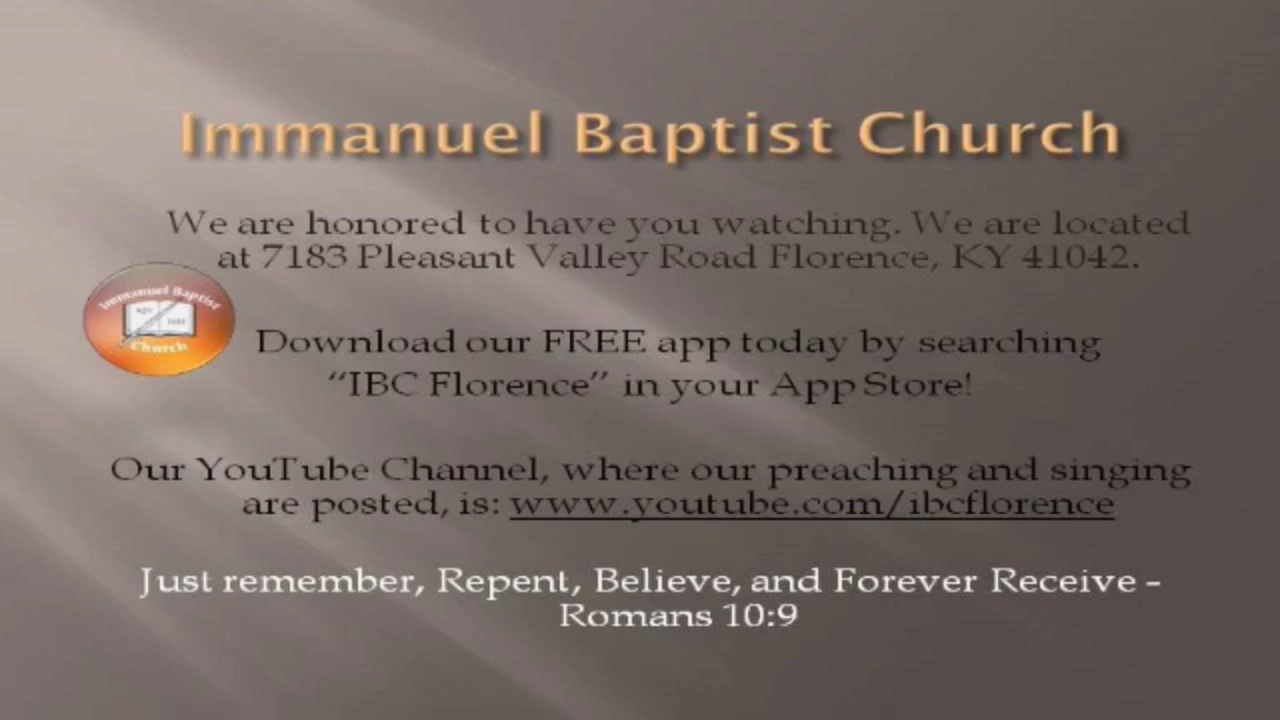 Immanuel Baptist Church
We are honored to have you watching. We are located
at 7183 Pleasant Valley Road Florence, KY 41042.
Immanuel Baptist
Church
Download our FREE app today by searching
“IBC Florence” in your App Store!
Our YouTube Channel, where our preaching and singing
are posted, is: www.youtube.com/ibcflorence
Just remember, Repent, Believe, and Forever Receive -
Romans 10:9